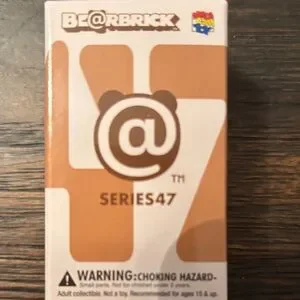 BE@RBRICK
47
@
TM
SERIES47
WARNING:CHOKING HAZARD-
Small parts. Not for children under 3 years.
Adult collectible. Not a toy. Recommended for ages 15 & up.